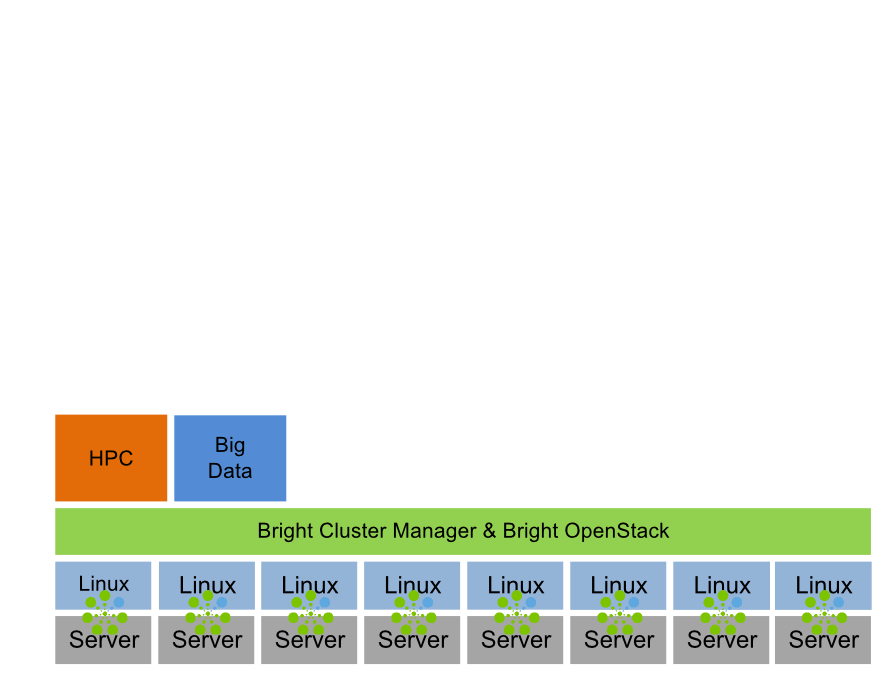 HPC
Big
Data
Bright Cluster Manager & Bright OpenStack
Linux Linux Linux Linux Linux Linux Linux Linux
Server Server Server Server Server Server Server Server